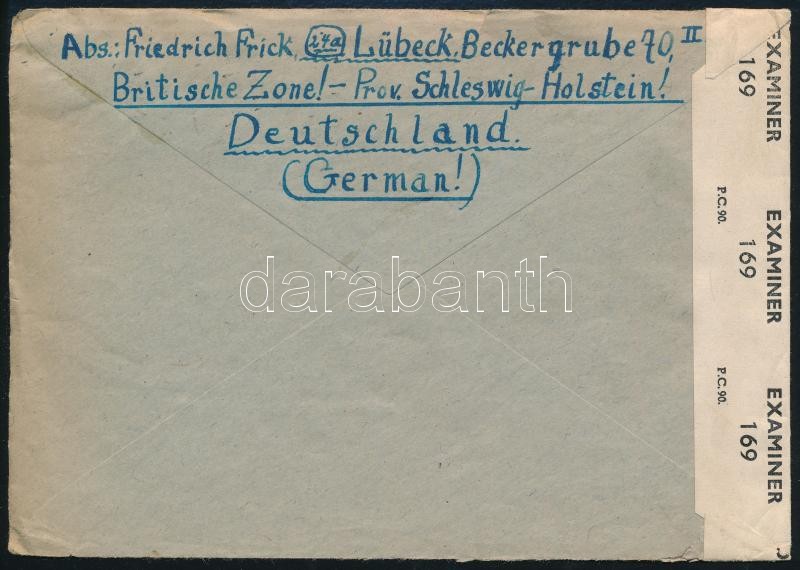 Abs.: Friedrich Frick, 24a Lübeck. Beckergrube 70, II
Britische Zone! - Prov. Schleswig-Holstein!
Deutschland.
(German!)
EXAMINER
169
P.C. 90.
EXAMINER
169
P.C. 90.
EXAMINER
169
darabanth